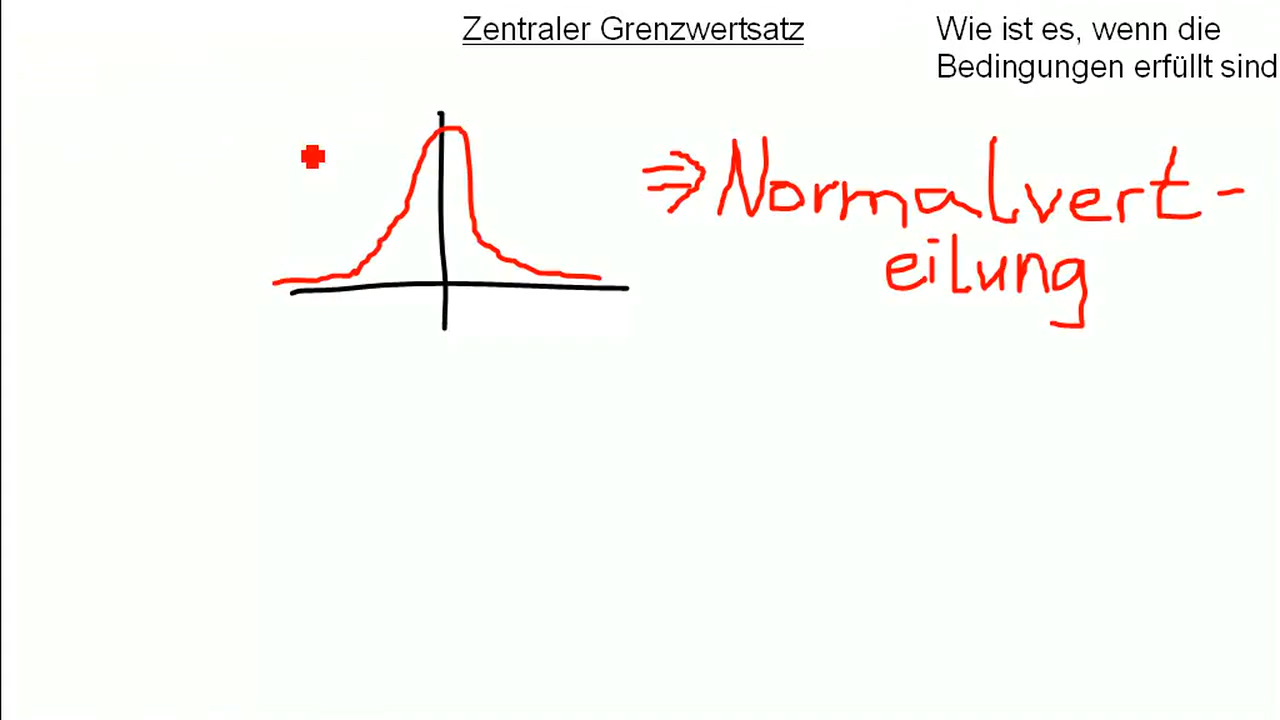 Zentraler Grenzwertsatz
Wie ist es, wenn die
Bedingungen erfüllt sind
⇒ Normalvert-
eilung